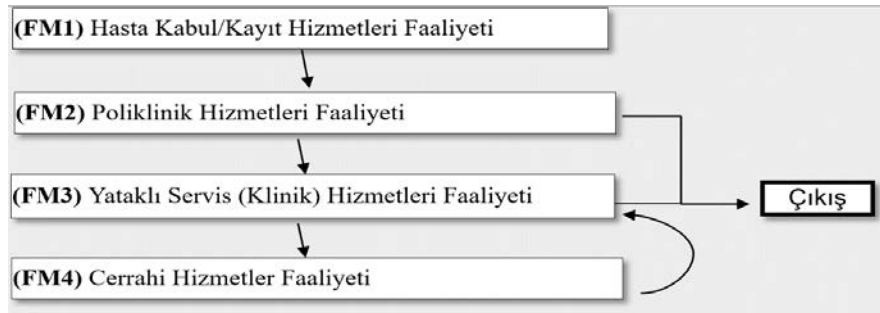 (FM1) Hasta Kabul/Kayıt Hizmetleri Faaliyeti
(FM2) Poliklinik Hizmetleri Faaliyeti
(FM3) Yataklı Servis (Klinik) Hizmetleri Faaliyeti
Çıkış
(FM4) Cerrahi Hizmetler Faaliyeti